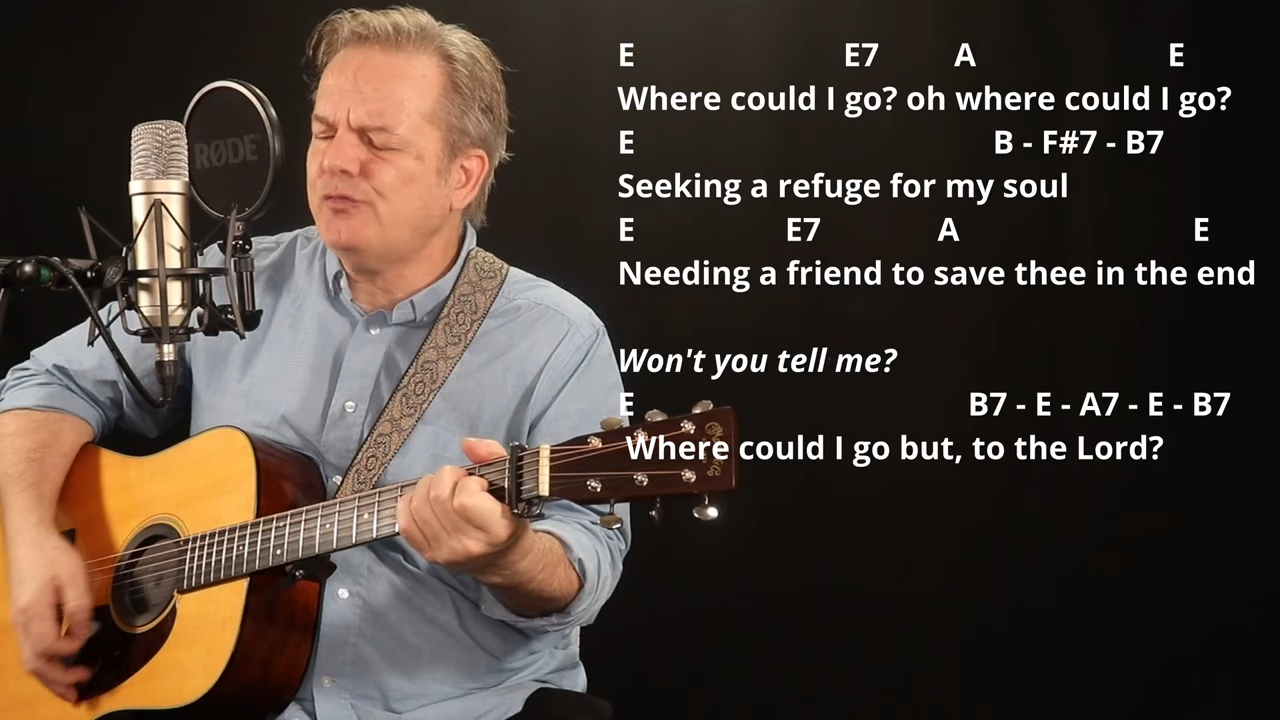 E E7 A E
Where could I go? oh where could I go?
E B - F#7 - B7
Seeking a refuge for my soul
E E7 A E
Needing a friend to save thee in the end
Won't you tell me?
E B7 - E - A7 - E - B7
Where could I go but, to the Lord?
RØDE